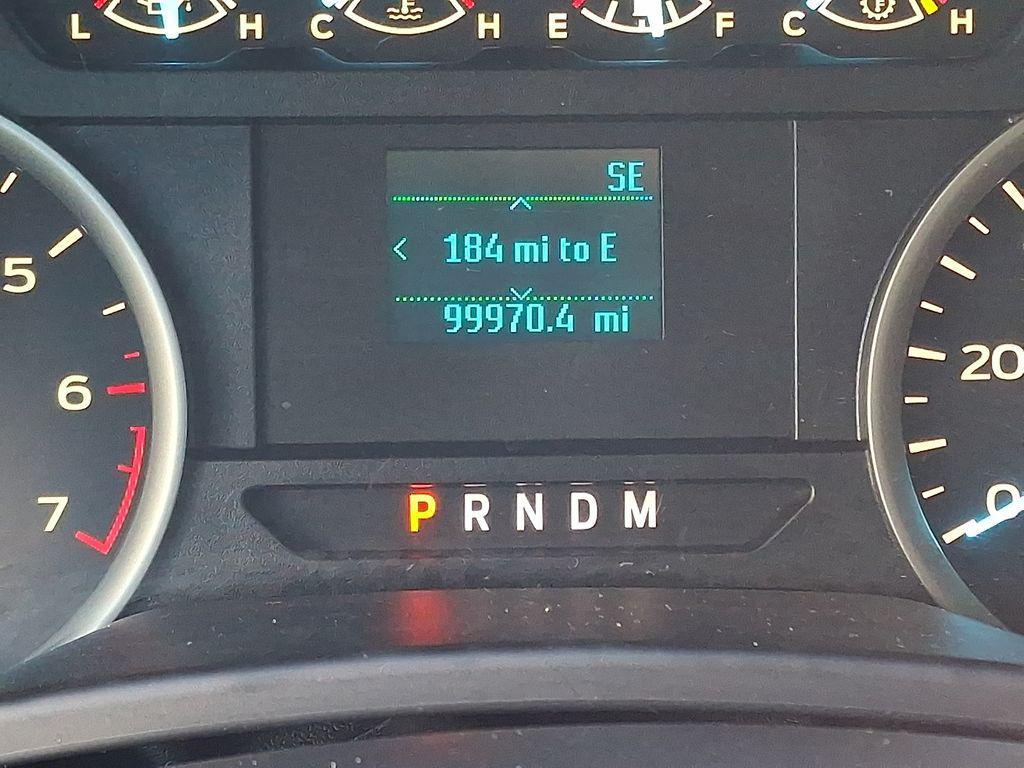 L H C H E F C H
F F
SE
184 mi to E
99970.4 mi
5
6
7
20
0
P R N D M